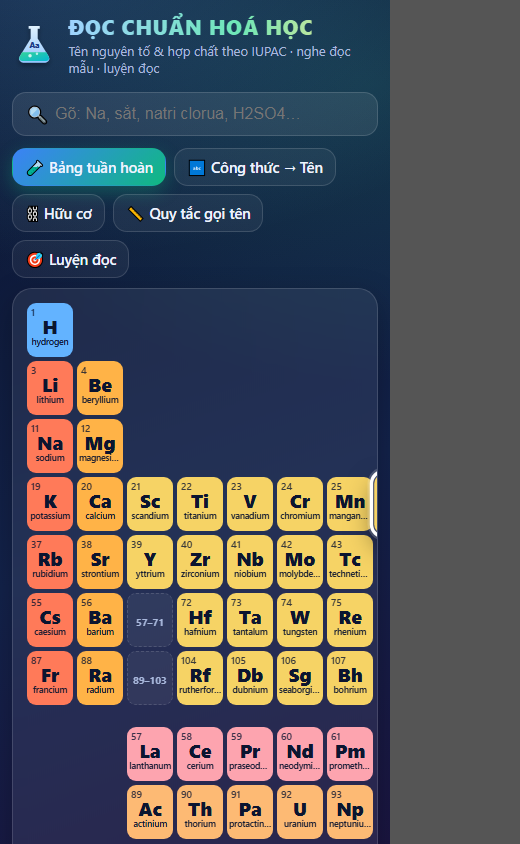 Aa
ĐỌC CHUẨN HOÁ HỌC
Tên nguyên tố & hợp chất theo IUPAC · nghe đọc
mẫu · luyện đọc
Gõ: Na, sắt, natri clorua, H2SO4...
Bảng tuần hoàn
Công thức → Tên
Hữu cơ
Quy tắc gọi tên
Luyện đọc
1
H
hydrogen
3 4
Li Be
lithium beryllium
11 12
Na Mg
sodium magnesi...
19 20 21 22 23 24 25
K Ca Sc Ti V Cr Mn
potassium calcium scandium titanium vanadium chromium mangan...
37 38 39 40 41 42 43
Rb Sr Y Zr Nb Mo Tc
rubidium strontium yttrium zirconium niobium molybde... techneti...
55 56 72 73 74 75
Cs Ba 57–71 Hf Ta W Re
caesium barium hafnium tantalum tungsten rhenium
87 88 104 105 106 107
Fr Ra 89–103 Rf Db Sg Bh
francium radium rutherfor... dubnium seaborgi... bohrium
57 58 59 60 61
La Ce Pr Nd Pm
lanthanum cerium praseod... neodymi... prometh...
89 90 91 92 93
Ac Th Pa U Np
actinium thorium protactin... uranium neptuniu...